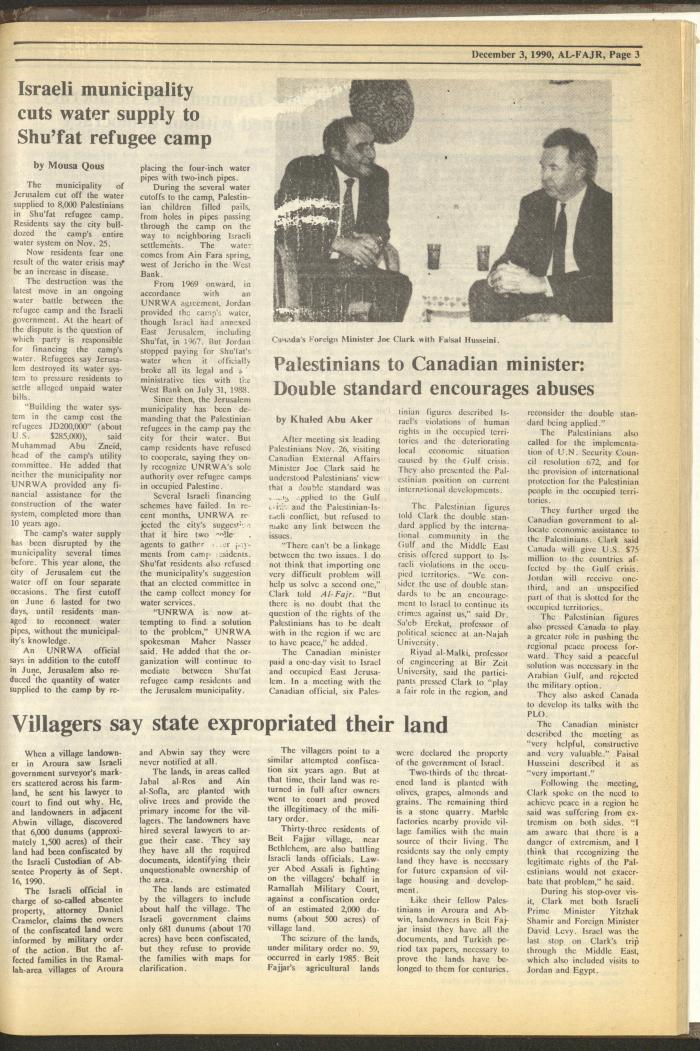 December 3, 1990, AL-FAJR, Page 3
Israeli municipality
cuts water supply to
Shu'fat refugee camp
by Mousa Qous
The municipality of
Jerusalem cut off the water
supplied to 8,000 Palestinians
in Shu'fat refugee camp.
Residents say the city bull-
dozed the camp's entire
water system on Nov. 25.
Now residents fear one
result of the water crisis may
be an increase in disease.
The destruction was the
latest move in an ongoing
water battle between the
refugee camp and the Israeli
government. At the heart of
the dispute is the question of
which party is responsible
for financing the camp's
water. Refugees say Jerusa-
lem destroyed its water sys-
tem to pressure residents to
settle alleged unpaid water
bills.
"Building the water sys-
tem in the camp cost the
refugees JD200,000" (about
U.S. $285,000), said
Muhammad Abu Zneid,
head of the camp's utility
committee. He added that
neither the municipality nor
UNRWA provided any fi-
nancial assistance for the
construction of the water
system, completed more than
10 years ago.
The camp's water supply
has been disrupted by the
municipality several times
before. This year alone, the
city of Jerusalem cut the
water off on four separate
occasions. The first cutoff
on June 6 lasted for two
days, until residents man-
aged to reconnect water
pipes, without the municipal-
ity's knowledge.
An UNRWA official
says in addition to the cutoff
in June, Jerusalem also re-
duced the quantity of water
supplied to the camp by re-
placing the four-inch water
pipes with two-inch pipes.
During the several water
cutoffs to the camp, Palestin-
ian children filled pails,
from holes in pipes passing
through the camp on the
way to neighboring Israeli
settlements. The water
comes from Ain Fara spring,
west of Jericho in the West
Bank.
From 1969 onward, in
accordance with an
UNRWA agreement, Jordan
provided the camp's water,
though Israel had annexed
East Jerusalem, including
Shu'fat, in 1967. But Jordan
stopped paying for Shu'fat's
water when it officially
broke all its legal and
ministrative ties with the
West Bank on July 31, 1988.
Since then, the Jerusalem
municipality has been de-
manding that the Palestinian
refugees in the camp pay the
city for their water. But
camp residents have refused
to cooperate, saying they on-
ly recognize UNRWA's sole
authority over refugee camps
in occupied Palestine.
Several Israeli financing
schemes have failed. In re-
cent months, UNRWA re-
jected the city's suggestion
that it hire two
agents to gather pay-
ments from camp residents.
Shu'fat residents also refused
the municipality's suggestion
that an elected committee in
the camp collect money for
water services.
"UNRWA is now at-
tempting to find a solution
to the problem," UNRWA
spokesman Maher Nasser
said. He added that the or-
ganization will continue to
mediate between Shu'fat
refugee camp residents and
the Jerusalem municipality.
Canada's Foreign Minister Joe Clark with Faisal Husseini.
Palestinians to Canadian minister:
Double standard encourages abuses
by Khaled Abu Aker
After meeting six leading
Palestinians Nov. 26, visiting
Canadian External Affairs
Minister Joe Clark said he
understood Palestinians' view
that a double standard was
applied to the Gulf
crisis and the Palestinian-Is-
raeli conflict, but refused to
make any link between the
issues.
"There can't be a linkage
between the two issues. I do
not think that importing one
very difficult problem will
help us solve a second one,"
Clark told Al-Fajr. "But
there is no doubt that the
question of the rights of the
Palestinians has to be dealt
with in the region if we are
to have peace," he added.
The Canadian minister
paid a one-day visit to Israel
and occupied East Jerusa-
lem. In a meeting with the
Canadian official, six Pales-
tinian figures described Is-
rael's violations of human
rights in the occupied terri-
tories and the deteriorating
local economic situation
caused by the Gulf crisis.
They also presented the Pal-
estinian position on current
international developments.
The Palestinian figures
told Clark the double stan-
dard applied by the interna-
tional community in the
Gulf and the Middle East
crisis offered support to Is-
raeli violations in the occu-
pied territories. "We con-
sider the use of double stan-
dards to be an encourage-
ment to Israel to continue its
crimes against us," said Dr.
Sa'eb Erekat, professor of
political science at an-Najah
University.
Riyad al-Malki, professor
of engineering at Bir Zeit
University, said the partici-
pants pressed Clark to "play
a fair role in the region, and
reconsider the double stan-
dard being applied."
The Palestinians also
called for the implementa-
tion of U.N. Security Coun-
cil resolution 672, and for
the provision of international
protection for the Palestinian
people in the occupied terri-
tories.
They further urged the
Canadian government to al-
locate economic assistance to
the Palestinians. Clark said
Canada will give U.S. $75
million to the countries af-
fected by the Gulf crisis.
Jordan will receive one-
third, and an unspecified
part of that is slotted for the
occupied territories.
The Palestinian figures
also pressed Canada to play
a greater role in pushing the
regional peace process for-
ward. They said a peaceful
solution was necessary in the
Arabian Gulf, and rejected
the military option.
They also asked Canada
to develop its talks with the
PLO.
The Canadian minister
described the meeting as
"very helpful, constructive
and very valuable." Faisal
Husseini described it as
"very important."
Following the meeting,
Clark spoke on the need to
achieve peace in a region he
said was suffering from ex-
tremism on both sides. "I
am aware that there is a
danger of extremism, and I
think that recognizing the
legitimate rights of the Pal-
estinians would not exacer-
bate that problem," he said.
During his stop-over vis-
it, Clark met both Israeli
Prime Minister Yitzhak
Shamir and Foreign Minister
David Levy. Israel was the
last stop on Clark's trip
through the Middle East,
which also included visits to
Jordan and Egypt.
Villagers say state expropriated their land
When a village landown-
er in Aroura saw Israeli
government surveyor's mark-
ers scattered across his farm-
land, he sent his lawyer to
court to find out why. He,
and landowners in adjacent
Abwin village, discovered
that 6,000 dunums (approxi-
mately 1,500 acres) of their
land had been confiscated by
the Israeli Custodian of Ab-
sentee Property as of Sept.
16, 1990.
The Israeli official in
charge of so-called absentee
property, attorney Daniel
Cramelor, claims the owners
of the confiscated land were
informed by military order
of the action. But the af-
fected families in the Ramal-
lah-area villages of Aroura
and Abwin say they were
never notified at all.
The lands, in areas called
Jabal al-Ros and Ain
al-Sofla, are planted with
olive trees and provide the
primary income for the vil-
lagers. The landowners have
hired several lawyers to ar-
gue their case. They say
they have all the required
documents, identifying their
unquestionable ownership of
the area.
The lands are estimated
by the villagers to include
about half the village. The
Israeli government claims
only 681 dunums (about 170
acres) have been confiscated,
but they refuse to provide
the families with maps for
clarification.
The villagers point to a
similar attempted confisca-
tion six years ago. But at
that time, their land was re-
turned in full after owners
went to court and proved
the illegitimacy of the mili-
tary order.
Thirty-three residents of
Beit Fajjar village, near
Bethlehem, are also battling
Israeli lands officials. Law-
yer Abed Assali is fighting
on the villagers' behalf in
Ramallah Military Court,
against a confiscation order
of an estimated 2,000 du-
nums (about 500 acres) of
village land.
The seizure of the lands,
under military order no. 59,
occurred in early 1985. Beit
Fajjar's agricultural lands
were declared the property
of the government of Israel.
Two-thirds of the threat-
ened land is planted with
olives, grapes, almonds and
grains. The remaining third
is a stone quarry. Marble
factories nearby provide vil-
lage families with the main
source of their living. The
residents say the only empty
land they have is necessary
for future expansion of vil-
lage housing and develop-
ment.
Like their fellow Pales-
tinians in Aroura and Ab-
win, landowners in Beit Faj-
jar insist they have all the
documents, and Turkish pe-
riod tax papers, necessary to
prove the lands have be-
longed to them for centuries.